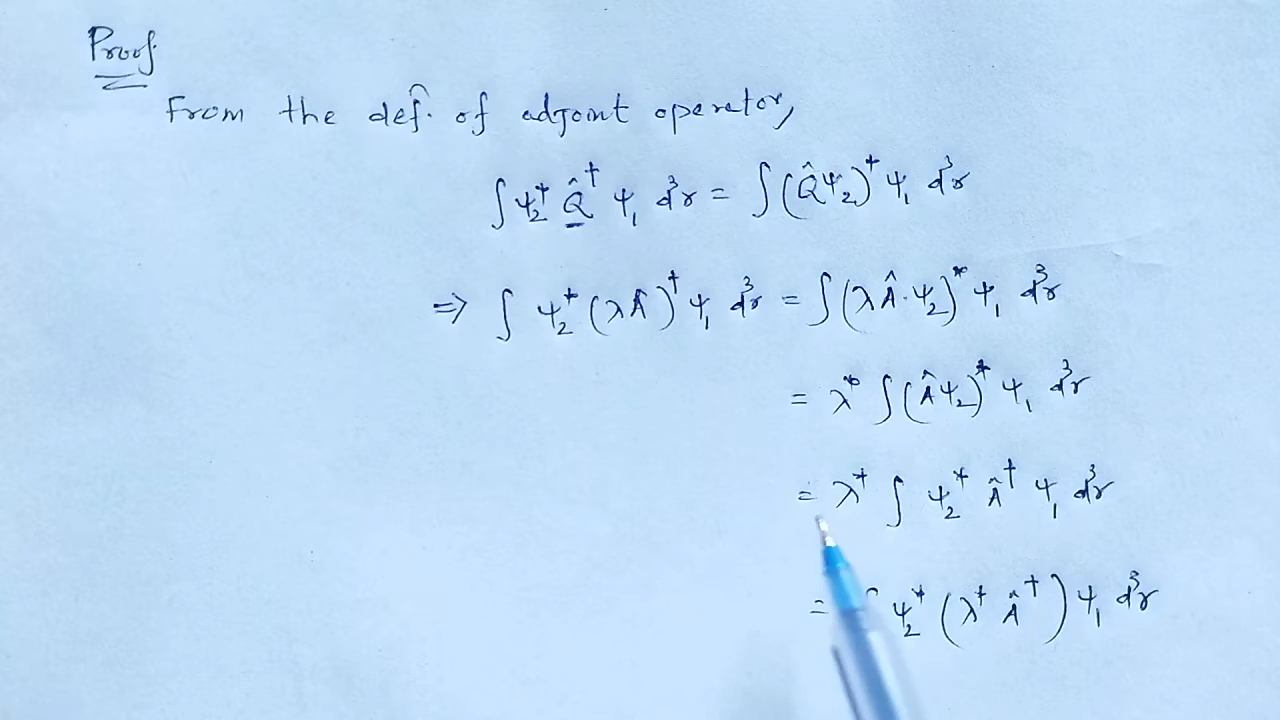 Proof
From the def. of adjoint operator,
∫ ψ₂* Q̂† ψ₁ d³r = ∫ (Q̂ψ₂)* ψ₁ d³r
⇒ ∫ ψ₂* (λÂ)† ψ₁ d³r = ∫ (λÂ.ψ₂)* ψ₁ d³r
= λ* ∫ (Âψ₂)* ψ₁ d³r
= λ* ∫ ψ₂* † ψ₁ d³r
= ∫ ψ₂* (λ* †) ψ₁ d³r